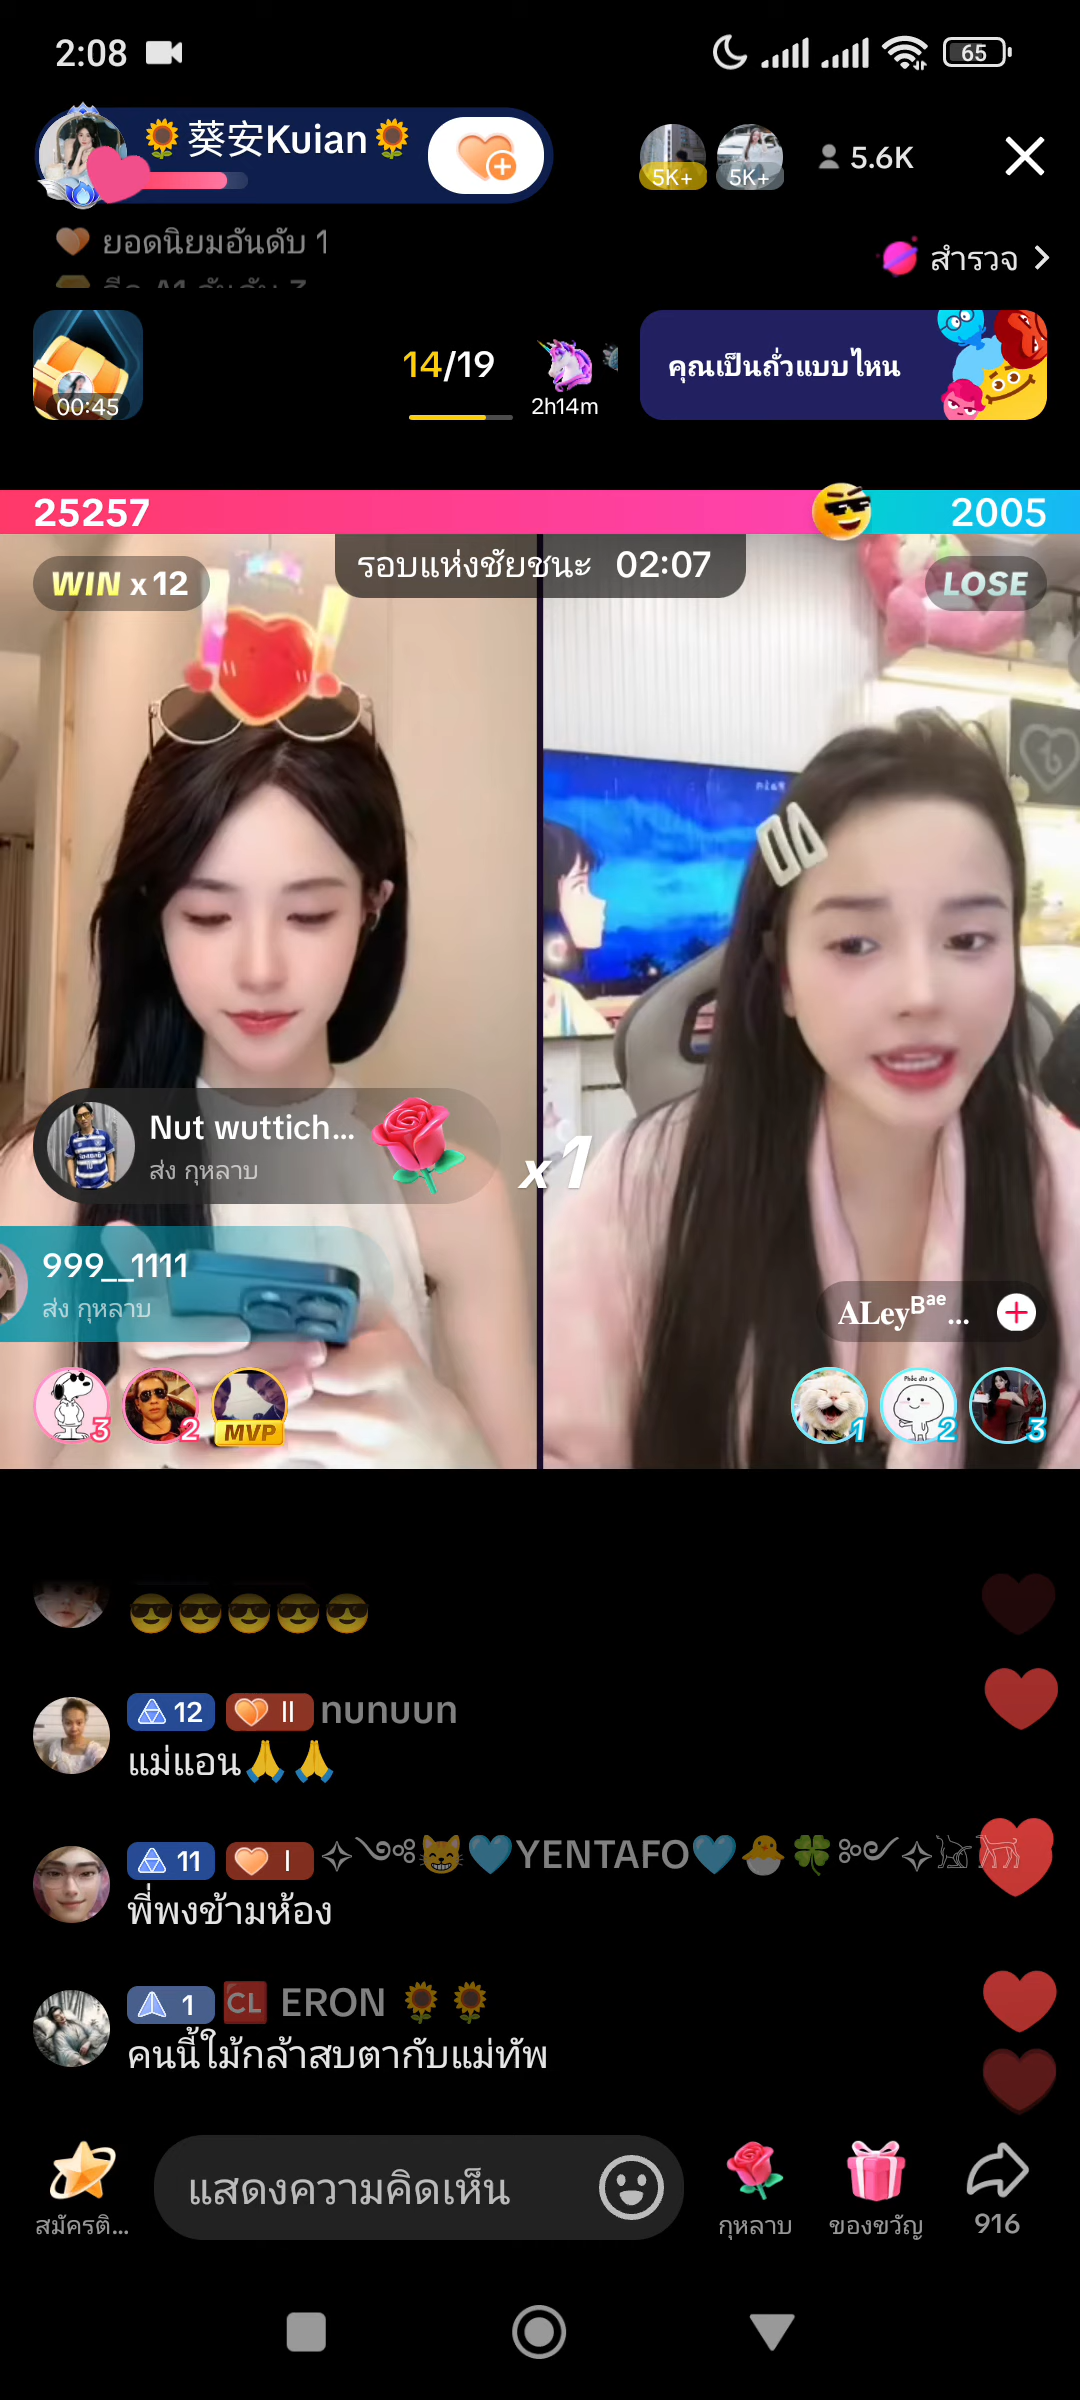 2:08
65
🌻葵安Kuian🌻
5K+
5K+
5.6K
ยอดนิยมอันดับ 1
สำรวจ
00:45
14/19
2h14m
คุณเป็นถั่วแบบไหน
25257
2005
WIN x 12
รอบแห่งชัยชนะ 02:07
LOSE
Nut wuttich...
ส่ง กุหลาบ
x1
999__1111
ส่ง กุหลาบ
ALeyᴮᵃᵉ...
3
2
MVP
1
2
3
😎😎😎😎😎
12 II nunuun
แม่แอน🙏🙏
11 I YENTAFO
พี่พงข้ามห้อง
1 CL ERON 🌻🌻
คนนี้ใม้กล้าสบตากับแม่ทัพ
แสดงความคิดเห็น
สมัครติ...
กุหลาบ
ของขวัญ
916